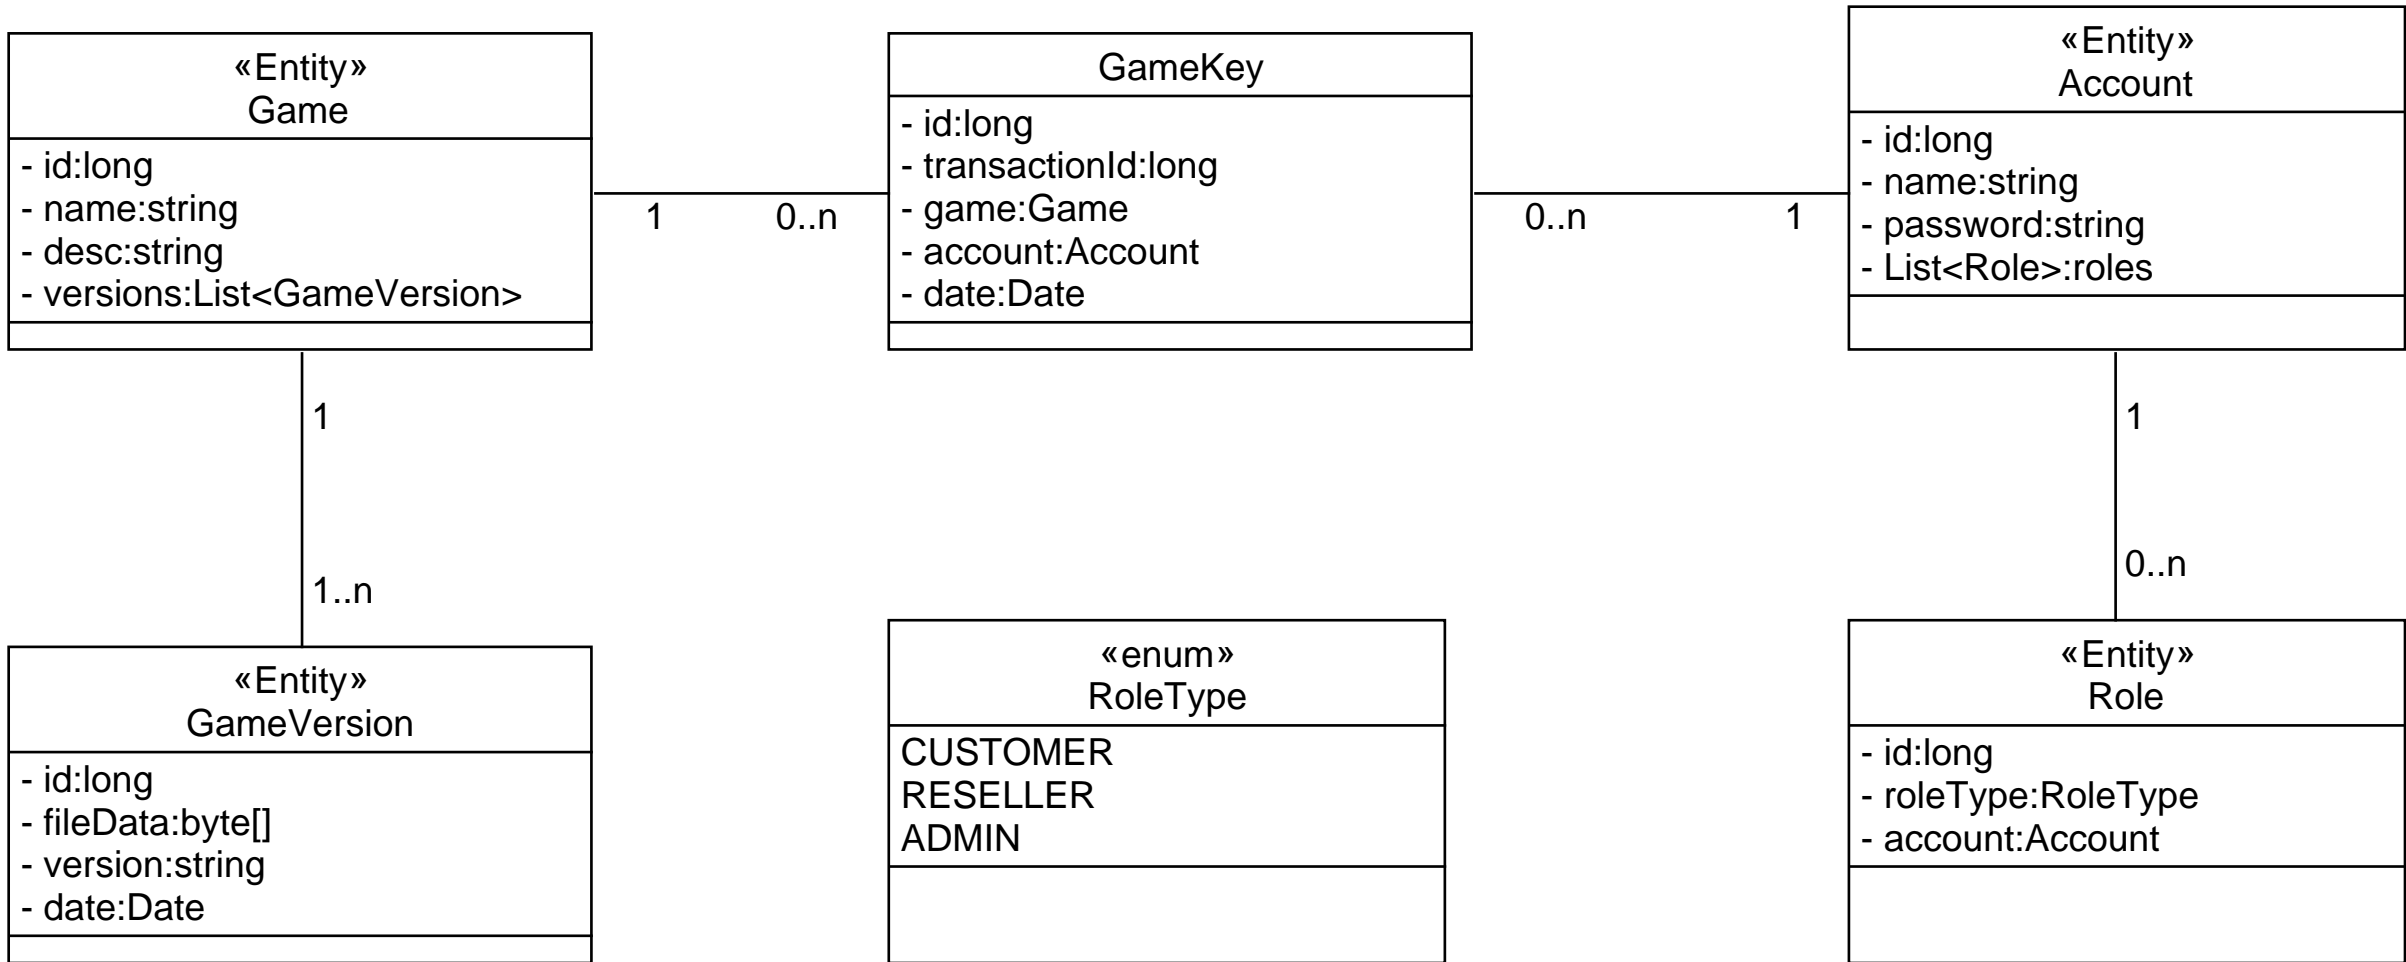 «Entity»
Game
- id:long
- name:string
- desc:string
- versions:List<GameVersion>
1
0..n
GameKey
- id:long
- transactionId:long
- game:Game
- account:Account
- date:Date
0..n
1
«Entity»
Account
- id:long
- name:string
- password:string
- List<Role>:roles
1
1..n
1
0..n
«Entity»
GameVersion
- id:long
- fileData:byte[]
- version:string
- date:Date
«enum»
RoleType
CUSTOMER
RESELLER
ADMIN
«Entity»
Role
- id:long
- roleType:RoleType
- account:Account